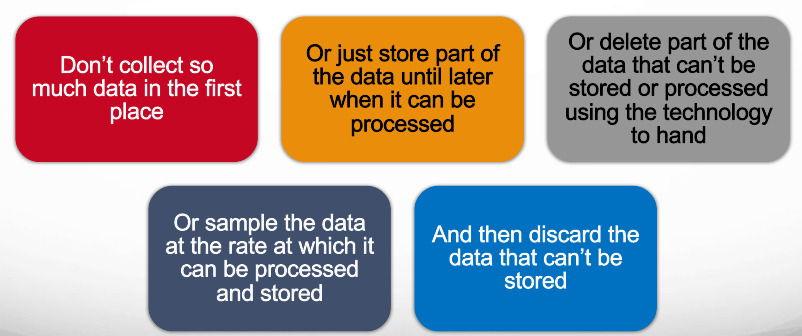 Don’t collect so
much data in the first
place
Or just store part of
the data until later
when it can be
processed
Or delete part of the
data that can’t be
stored or processed
using the technology
to hand
Or sample the data
at the rate at which it
can be processed
and stored
And then discard the
data that can’t be
stored